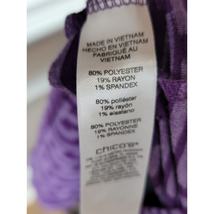 MADE IN VIETNAM
HECHO EN VIETNAM
FABRIQUÉ AU
VIETNAM
80% POLYESTER
19% RAYON
1% SPANDEX
80% poliéster
19% rayón
1% elastano
80% POLYESTER
19% RAYONNE
1% SPANDEX
chico's